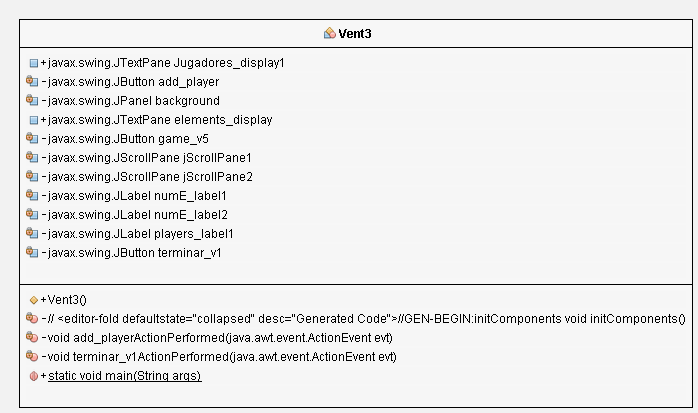 Vent3
+javax.swing.JTextPane Jugadores_display1
-javax.swing.JButton add_player
-javax.swing.JPanel background
+javax.swing.JTextPane elements_display
-javax.swing.JButton game_v5
-javax.swing.JScrollPane jScrollPane1
-javax.swing.JScrollPane jScrollPane2
-javax.swing.JLabel numE_label1
-javax.swing.JLabel numE_label2
-javax.swing.JLabel players_label1
-javax.swing.JButton terminar_v1
+Vent3()
-// <editor-fold defaultstate="collapsed" desc="Generated Code">//GEN-BEGIN:initComponents void initComponents()
-void add_playerActionPerformed(java.awt.event.ActionEvent evt)
-void terminar_v1ActionPerformed(java.awt.event.ActionEvent evt)
+static void main(String args)